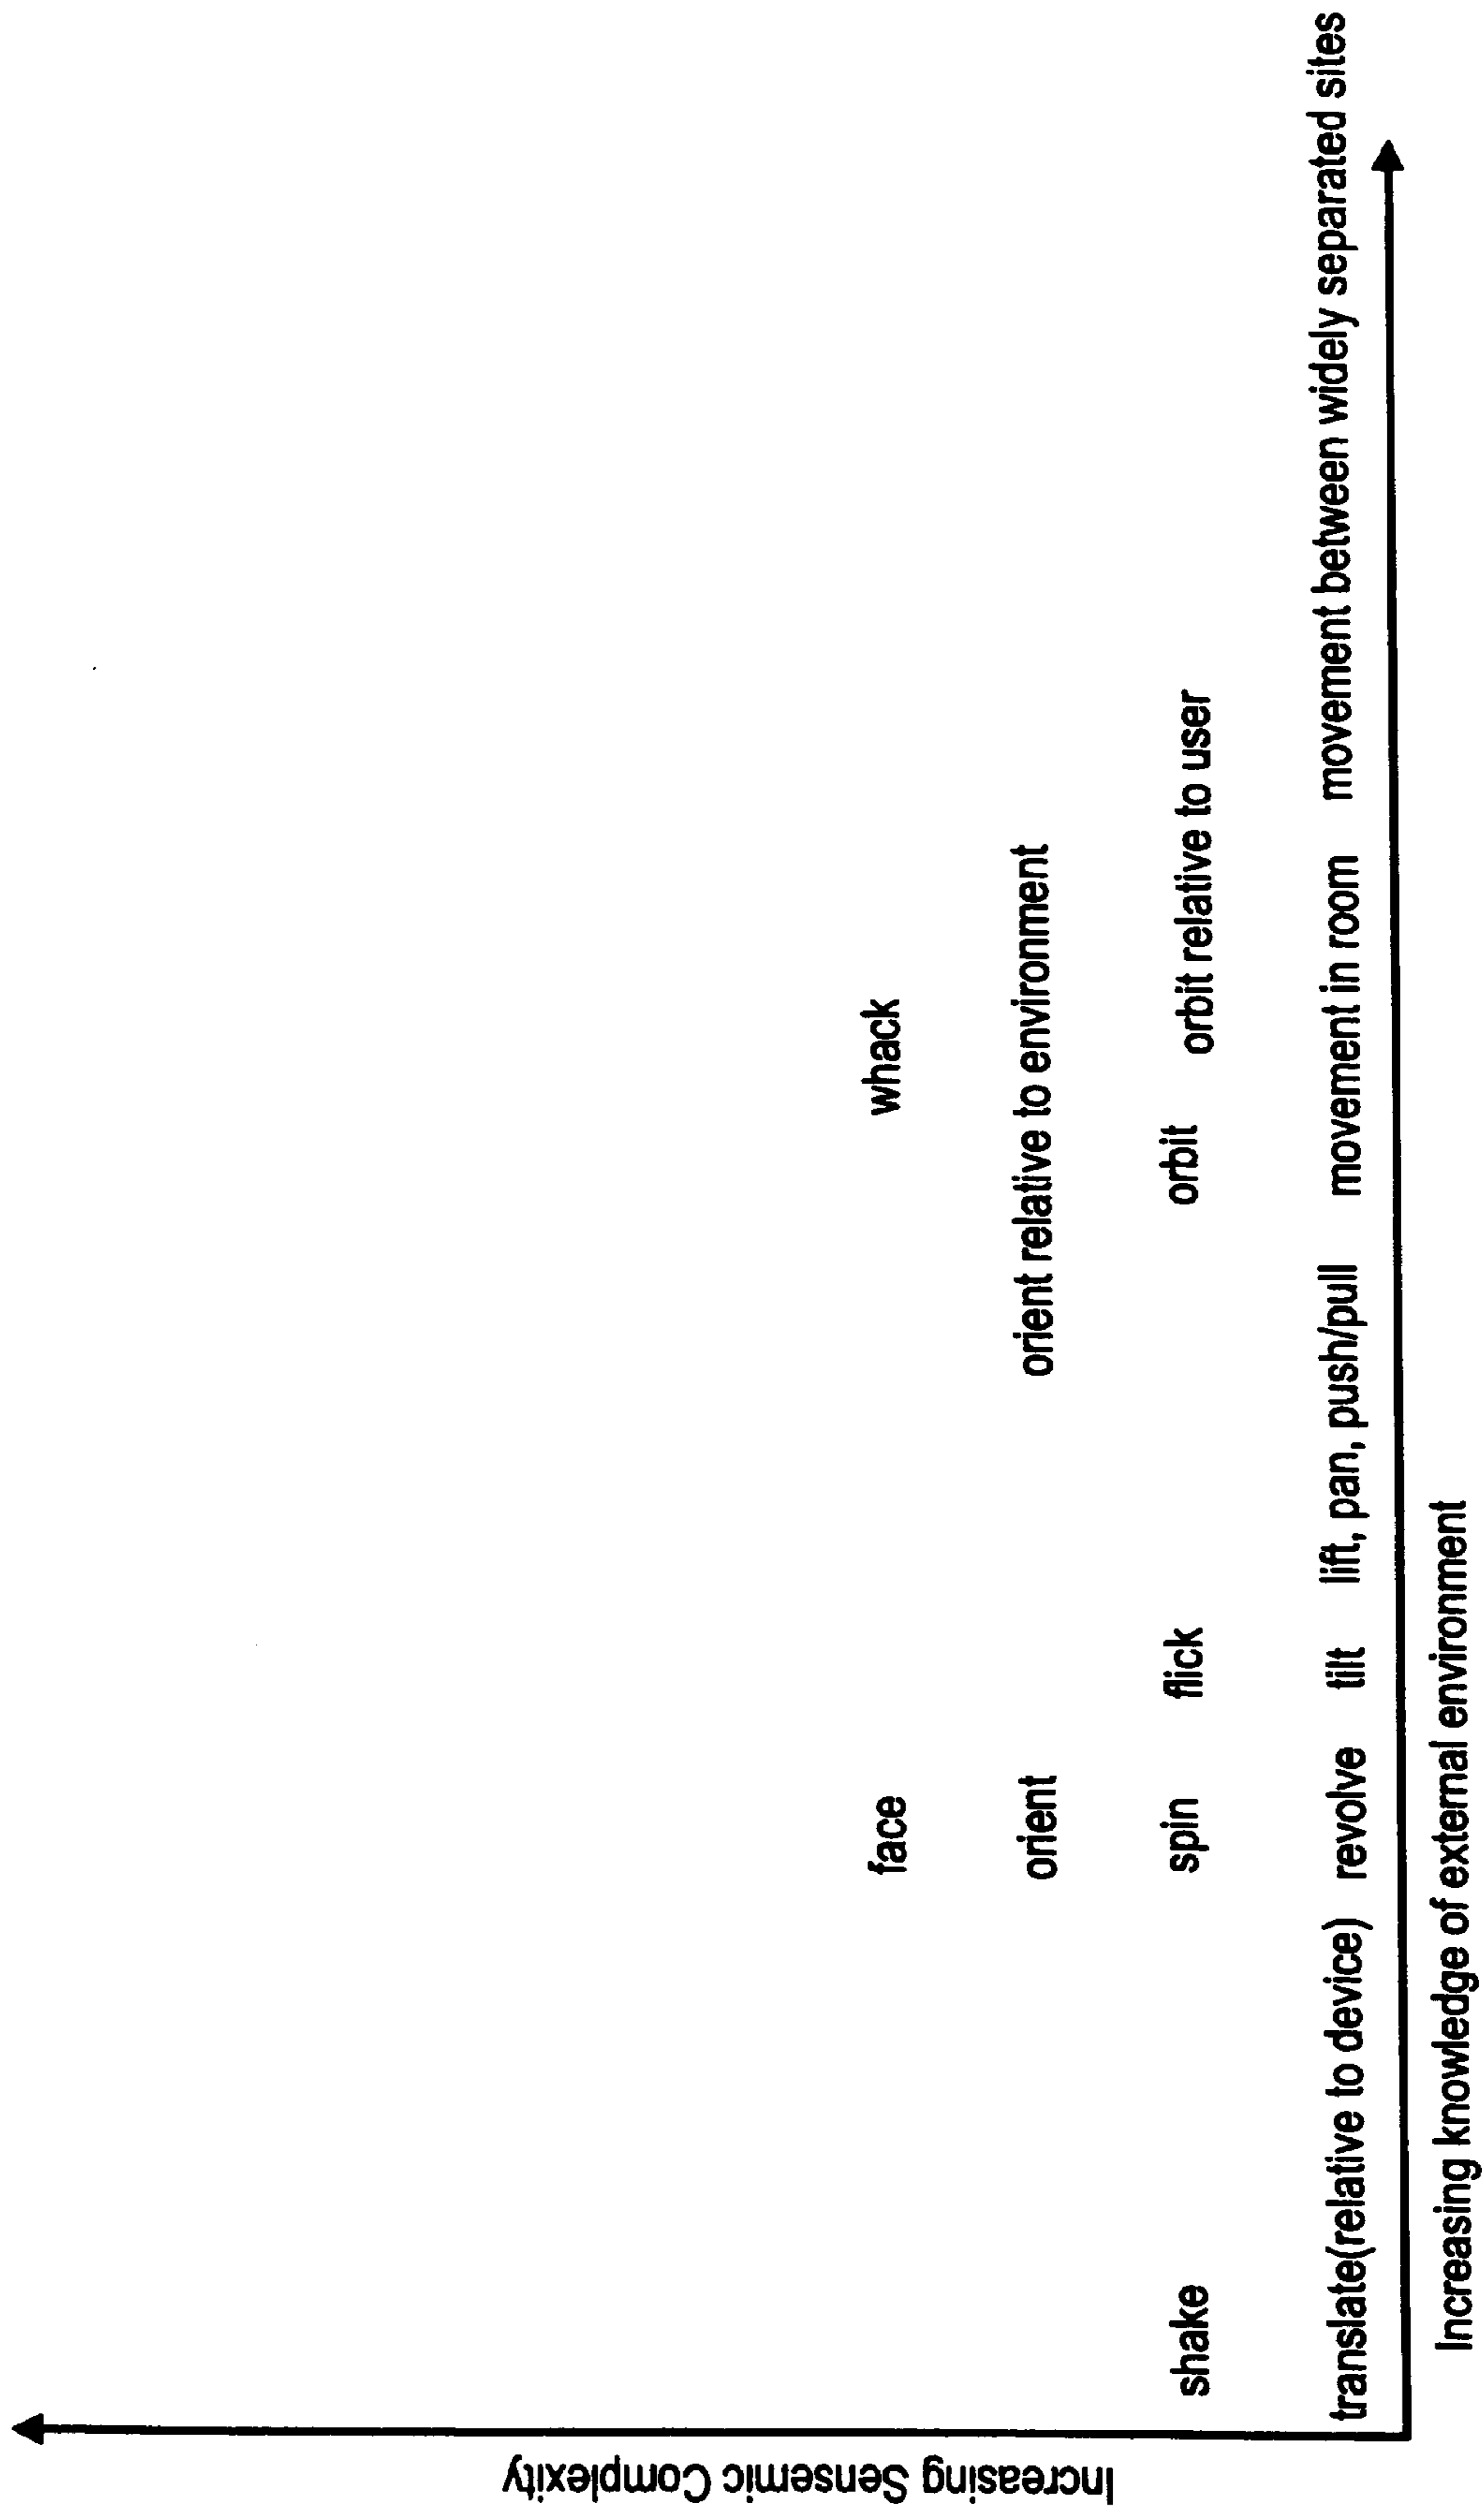 Increasing Sensemic Complexity
face
whack
orient
orient relative to environment
shake
spin
flick
orbit
orbit relative to user
translate(relative to device) revolve tilt lift, pan, push/pull movement in room movement between widely separated sites
Increasing knowledge of external environment